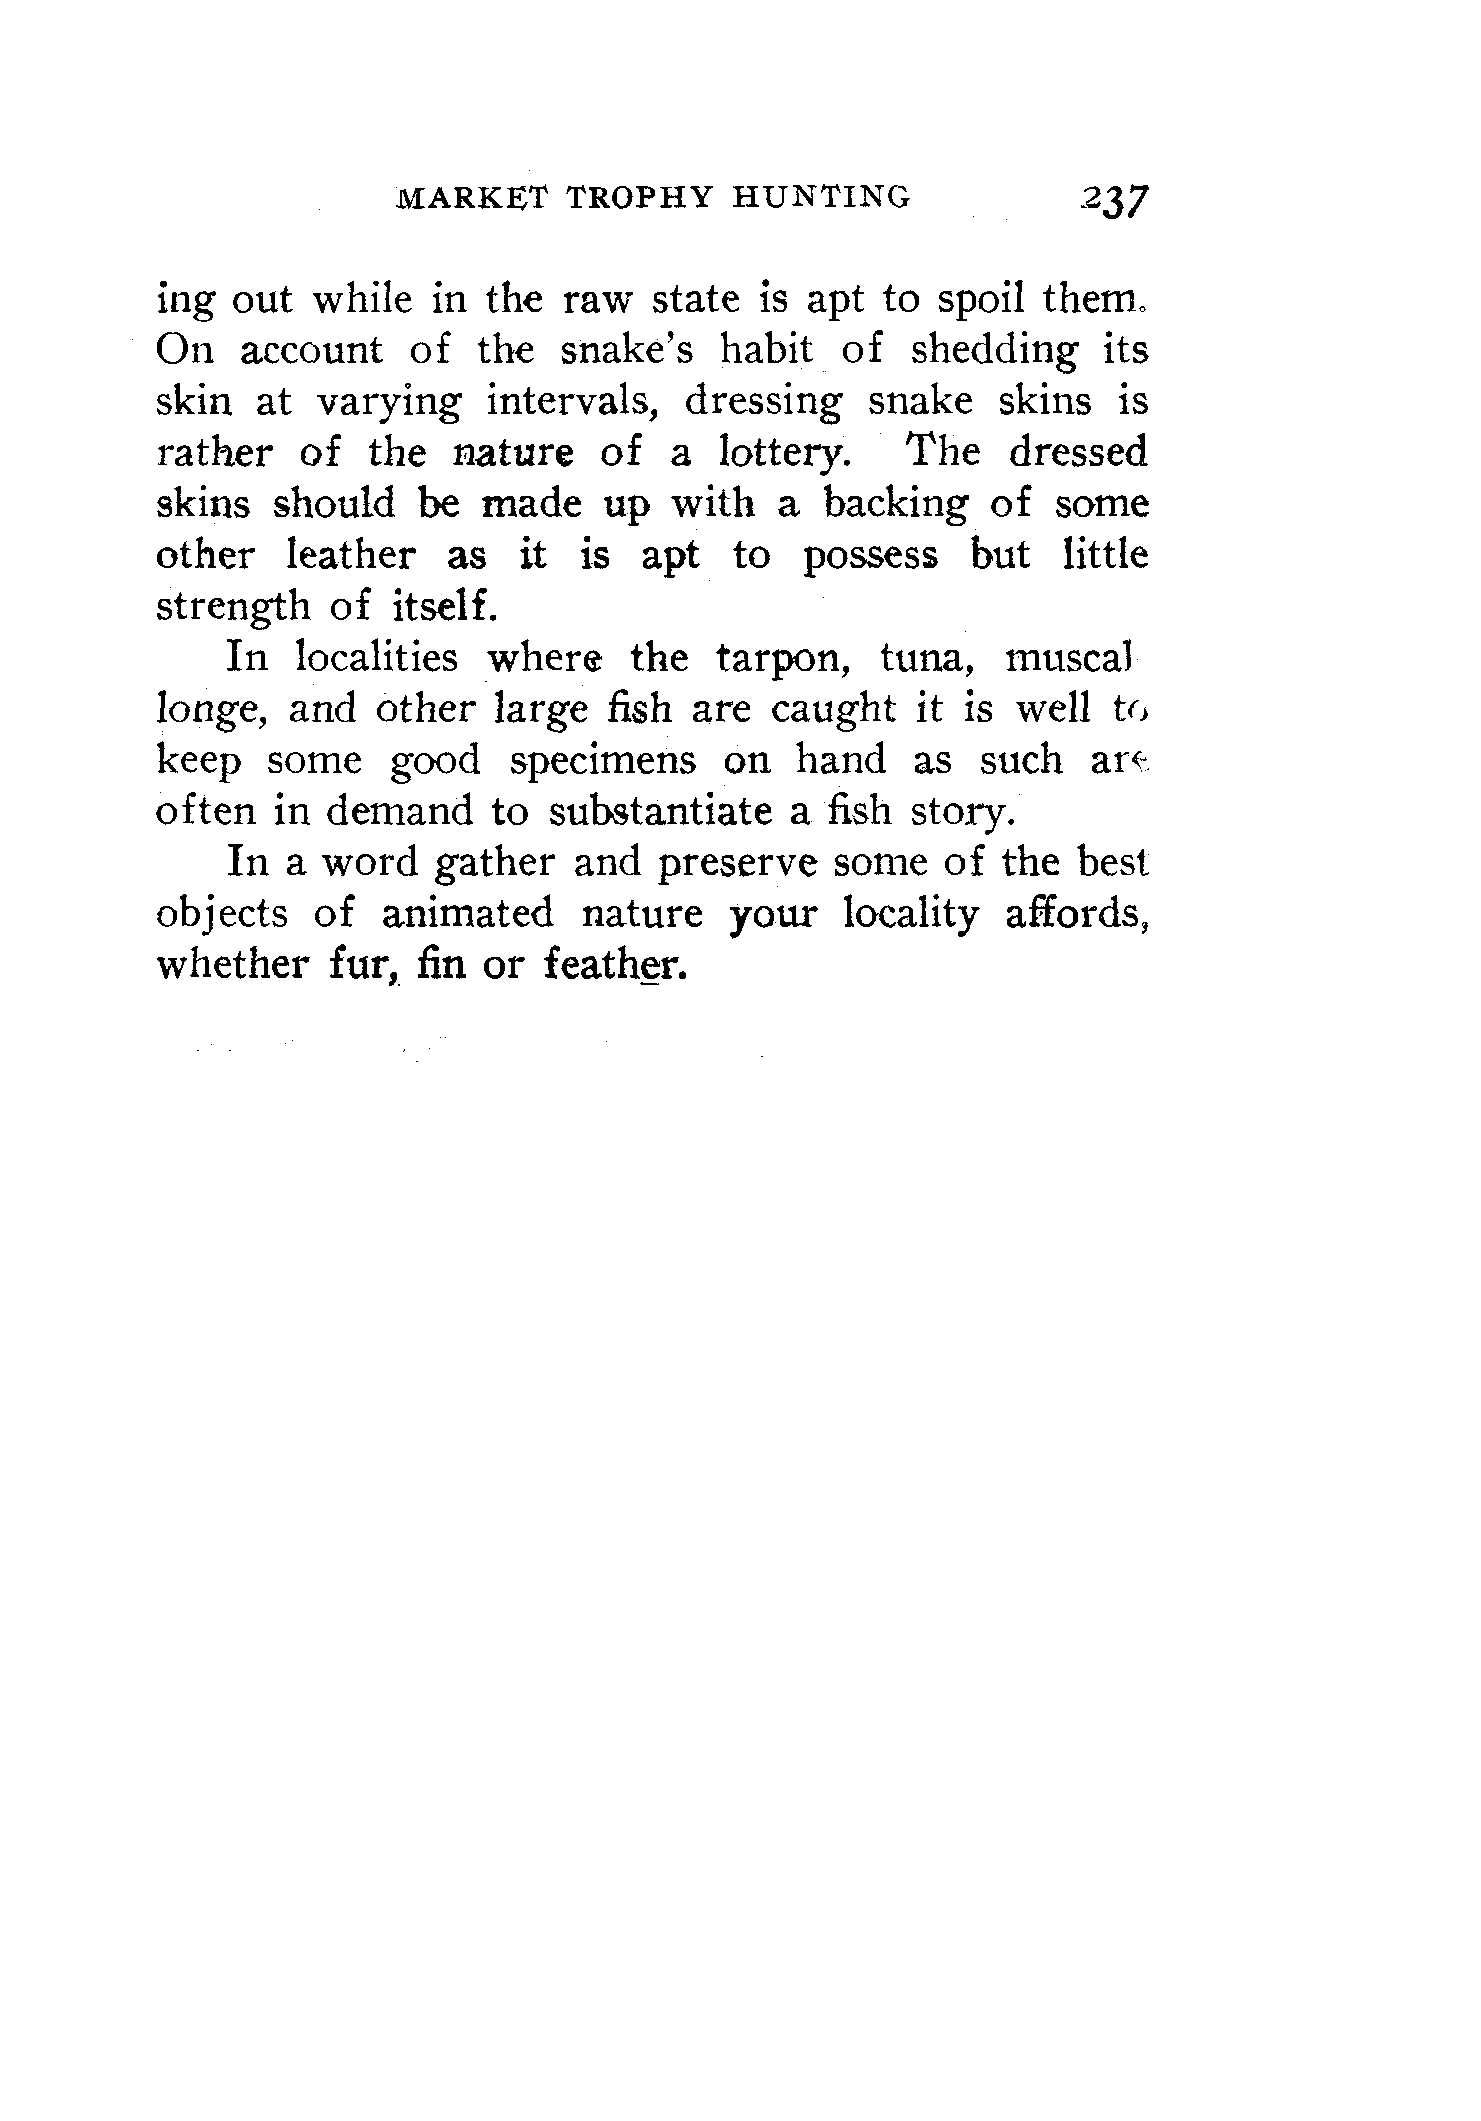 MARKET TROPHY HUNTING 237
ing out while in the raw state is apt to spoil them.
On account of the snake's habit of shedding its
skin at varying intervals, dressing snake skins is
rather of the nature of a lottery. The dressed
skins should be made up with a backing of some
other leather as it is apt to possess but little
strength of itself.
In localities where the tarpon, tuna, muscal
longe, and other large fish are caught it is well to
keep some good specimens on hand as such are
often in demand to substantiate a fish story.
In a word gather and preserve some of the best
objects of animated nature your locality affords,
whether fur, fin or feather.